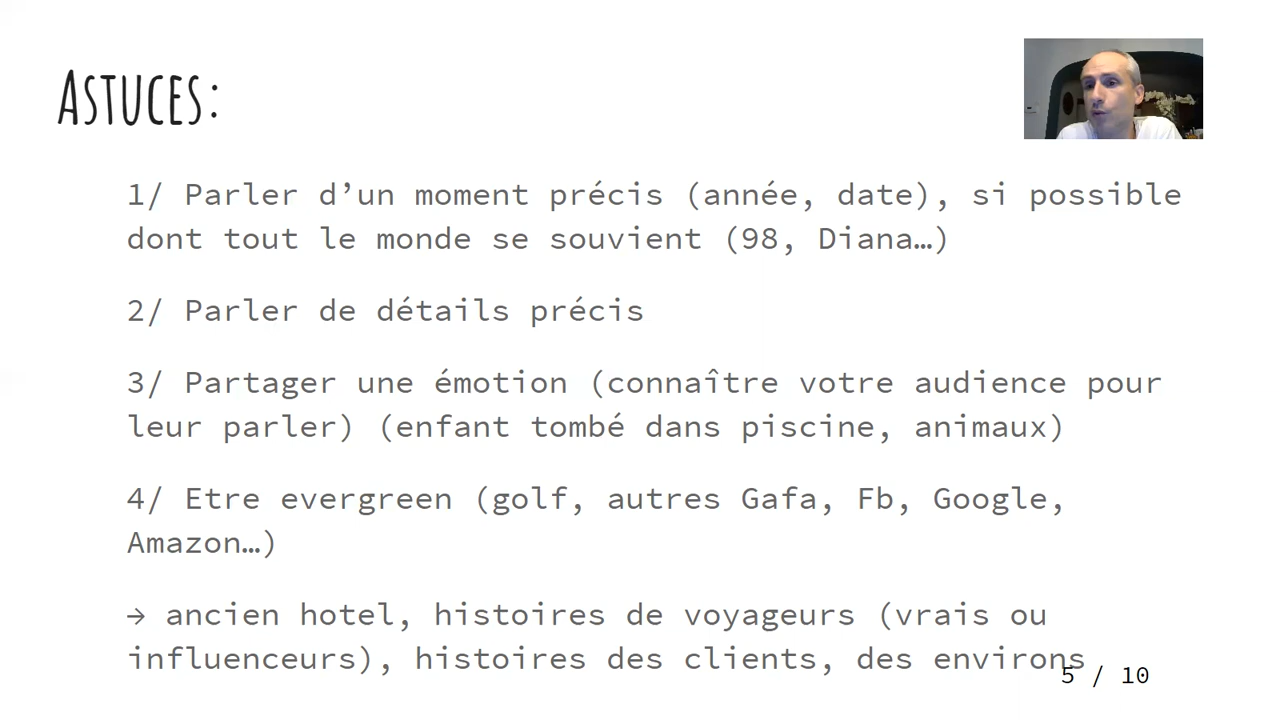 Astuces:
1/ Parler d’un moment précis (année, date), si possible
dont tout le monde se souvient (98, Diana…)
2/ Parler de détails précis
3/ Partager une émotion (connaître votre audience pour
leur parler) (enfant tombé dans piscine, animaux)
4/ Etre evergreen (golf, autres Gafa, Fb, Google,
Amazon…)
→ ancien hotel, histoires de voyageurs (vrais ou
influenceurs), histoires des clients, des environs
5 / 10